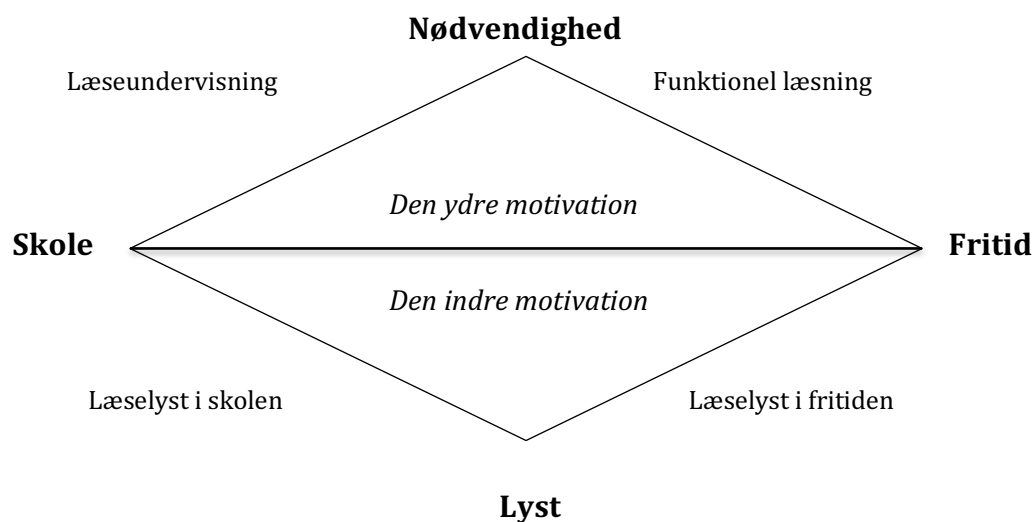 Nødvendighed
Læseundervisning
Funktionel læsning
Den ydre motivation
Skole
Fritid
Den indre motivation
Læselyst i skolen
Læselyst i fritiden
Lyst